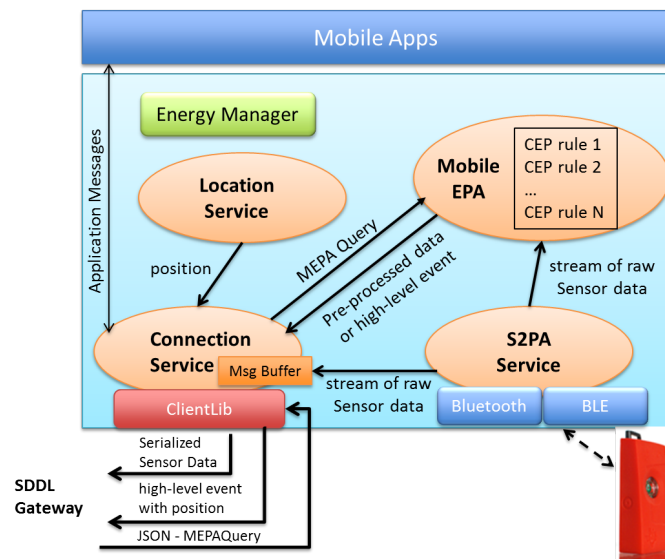 Mobile Apps
Energy Manager
Application Messages
Location
Service
Mobile
EPA
CEP rule 1
CEP rule 2
...
CEP rule N
position
MEPA Query
Pre-processed data
or high-level event
stream of raw
Sensor data
Connection
Service
Msg Buffer
stream of raw
Sensor data
S2PA
Service
ClientLib
Bluetooth
BLE
Serialized
Sensor Data
SDDL
Gateway
high-level event
with position
JSON - MEPAQuery